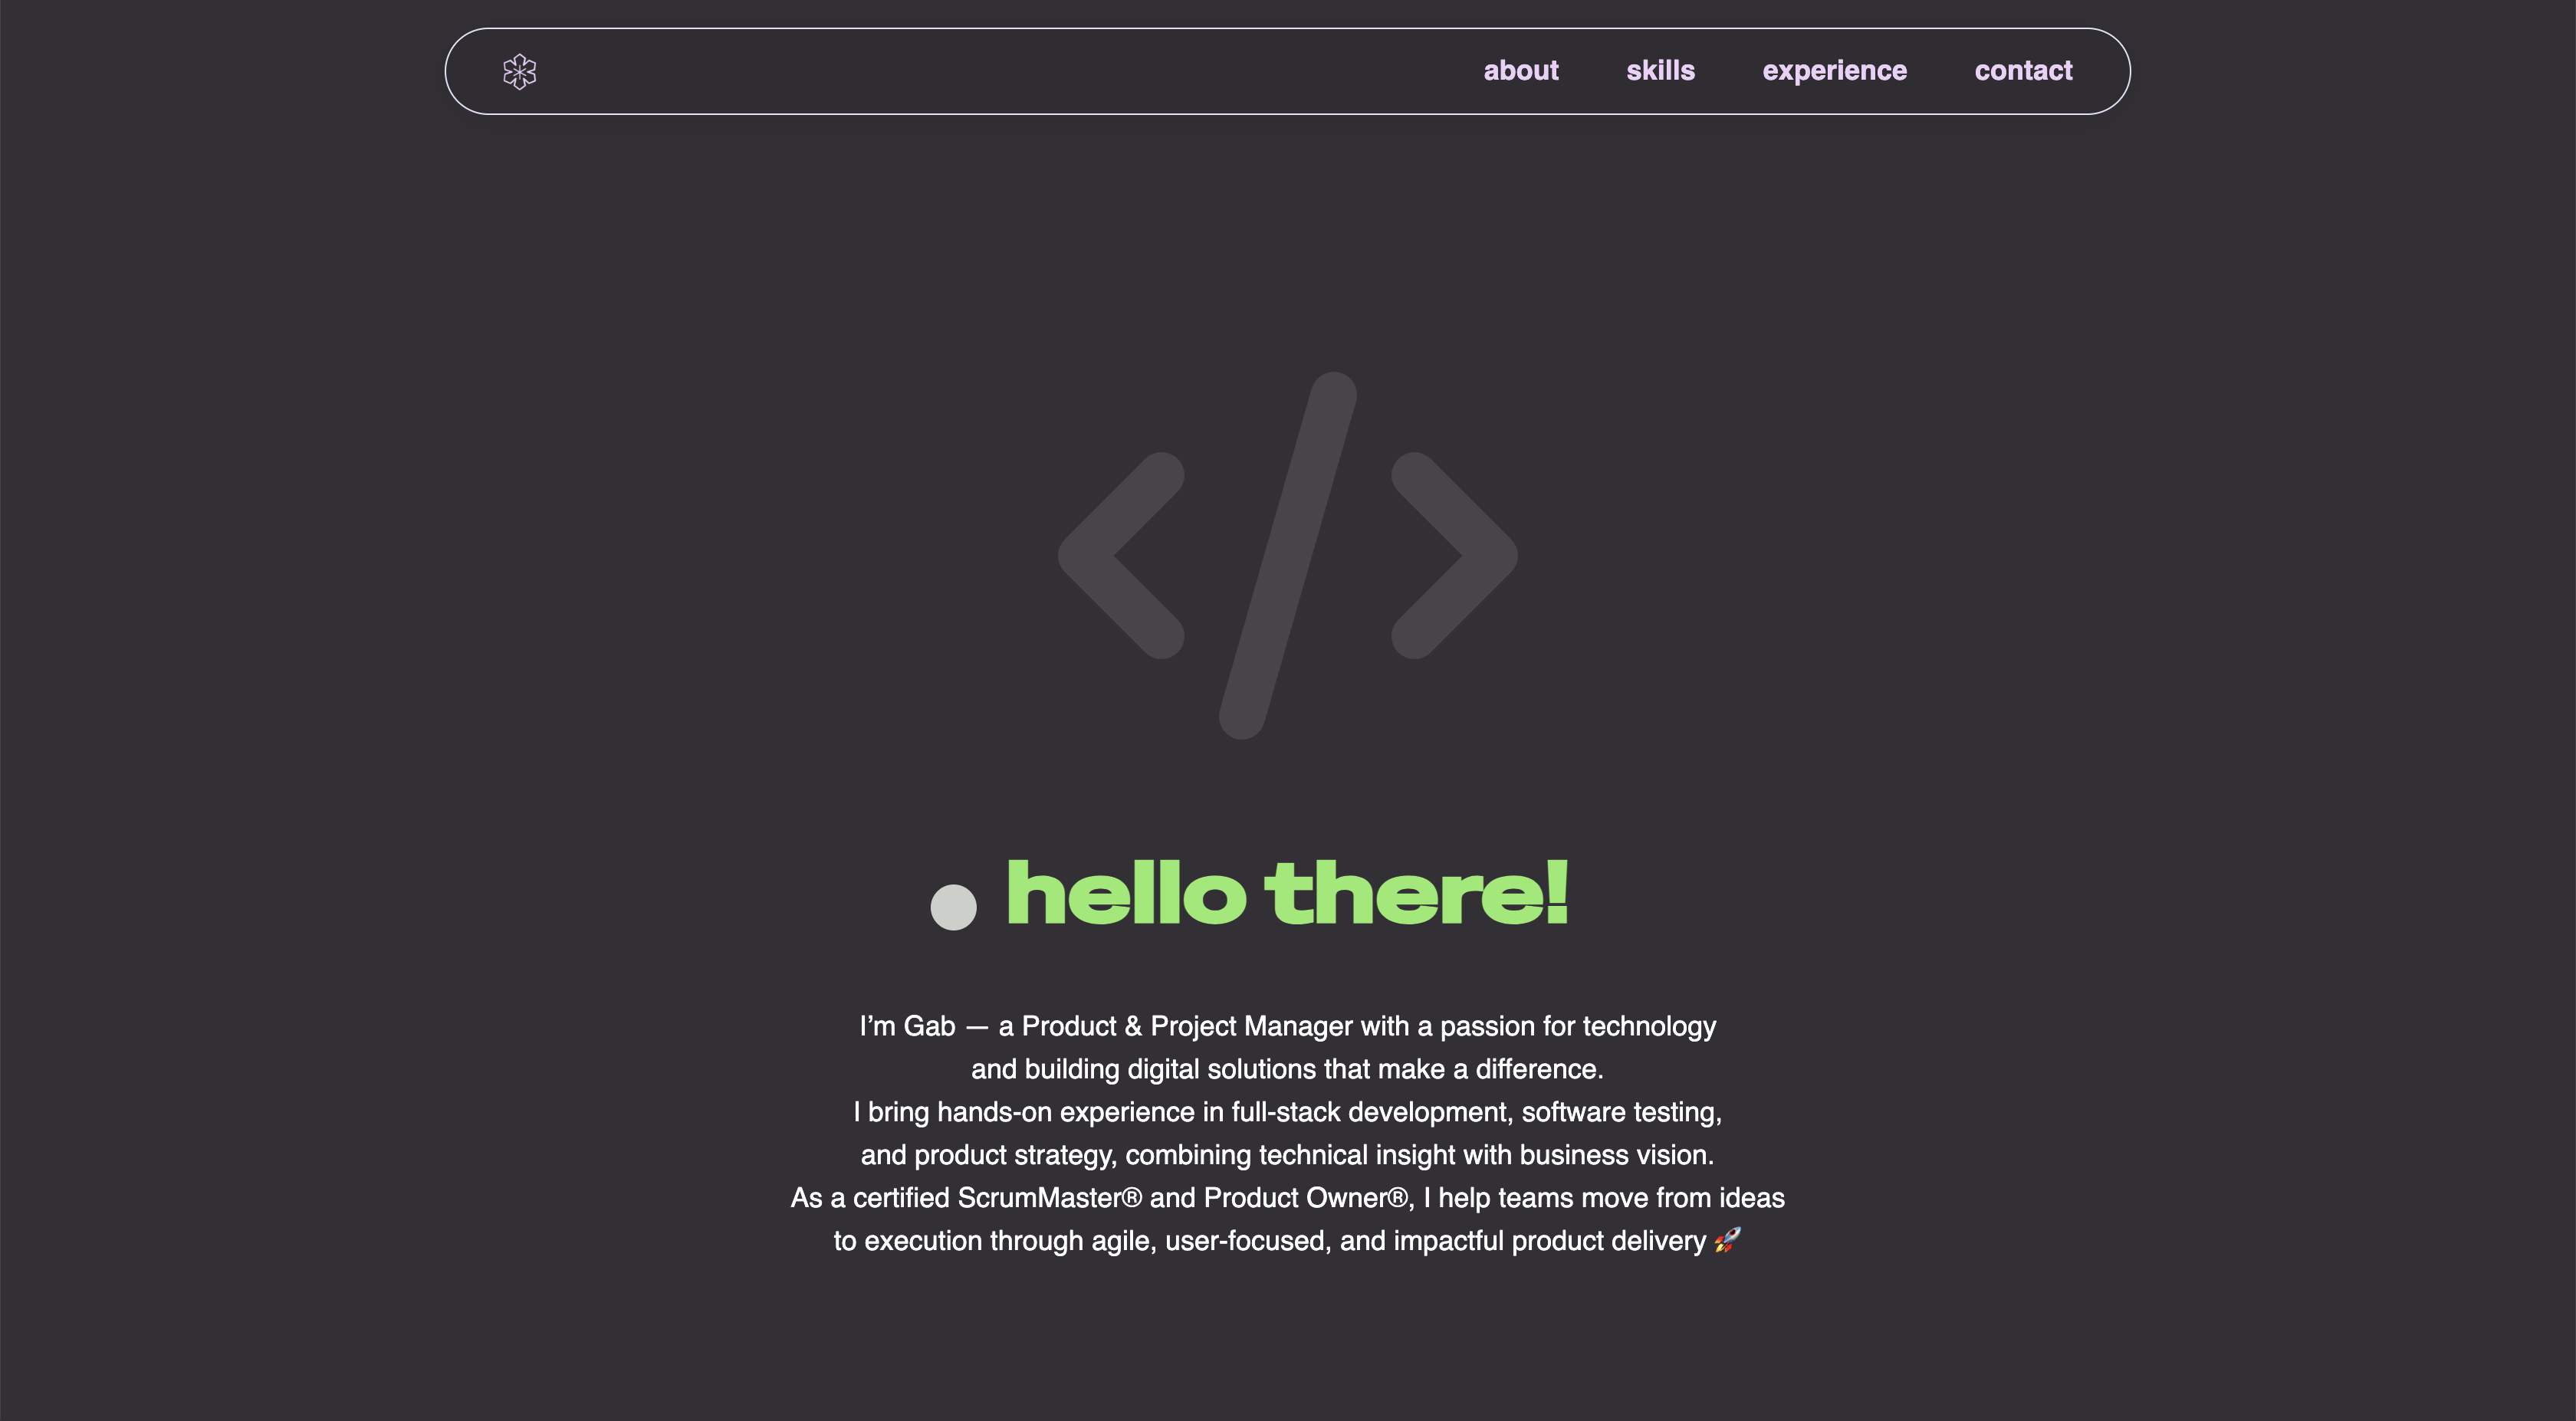 about skills experience contact
hello there!
I’m Gab — a Product & Project Manager with a passion for technology
and building digital solutions that make a difference.
I bring hands-on experience in full-stack development, software testing,
and product strategy, combining technical insight with business vision.
As a certified ScrumMaster® and Product Owner®, I help teams move from ideas
to execution through agile, user-focused, and impactful product delivery 🚀